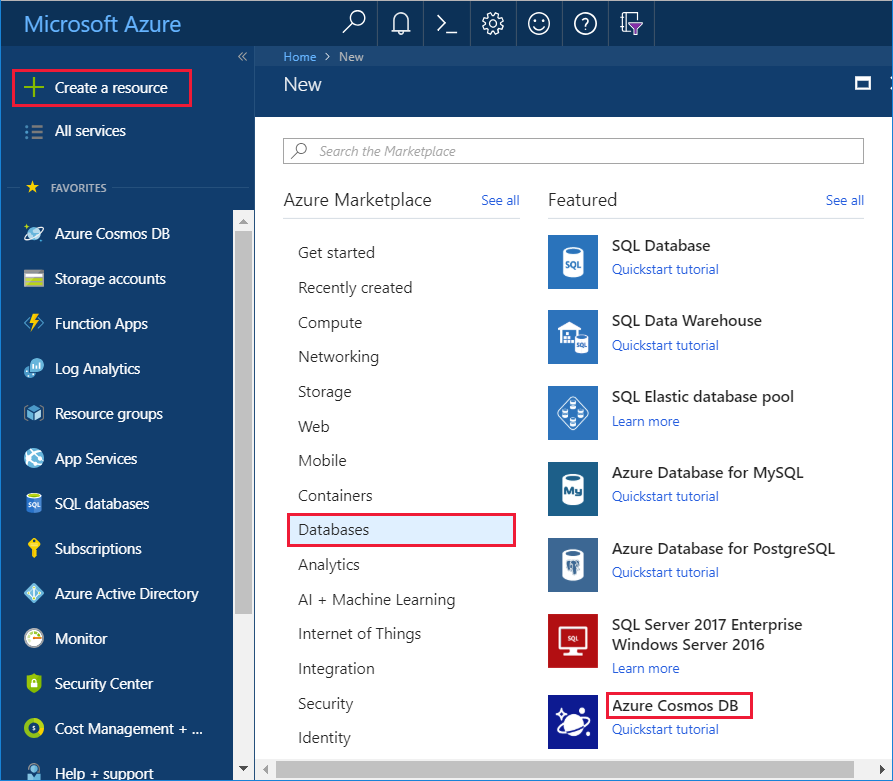 Microsoft Azure
«
Create a resource
All services
FAVORITES
Azure Cosmos DB
Storage accounts
Function Apps
Log Analytics
Resource groups
App Services
SQL databases
Subscriptions
Azure Active Directory
Monitor
Security Center
Cost Management + ...
Help + support
Home > New
New
Search the Marketplace
Azure Marketplace See all
Get started
Recently created
Compute
Networking
Storage
Web
Mobile
Containers
Databases
Analytics
AI + Machine Learning
Internet of Things
Integration
Security
Identity
Featured See all
SQL
SQL Database
Quickstart tutorial
SQL
SQL Data Warehouse
Quickstart tutorial
SQL Elastic database pool
Learn more
My
Azure Database for MySQL
Quickstart tutorial
Azure Database for PostgreSQL
Quickstart tutorial
SQL
SQL Server 2017 Enterprise
Windows Server 2016
Learn more
Azure Cosmos DB
Quickstart tutorial